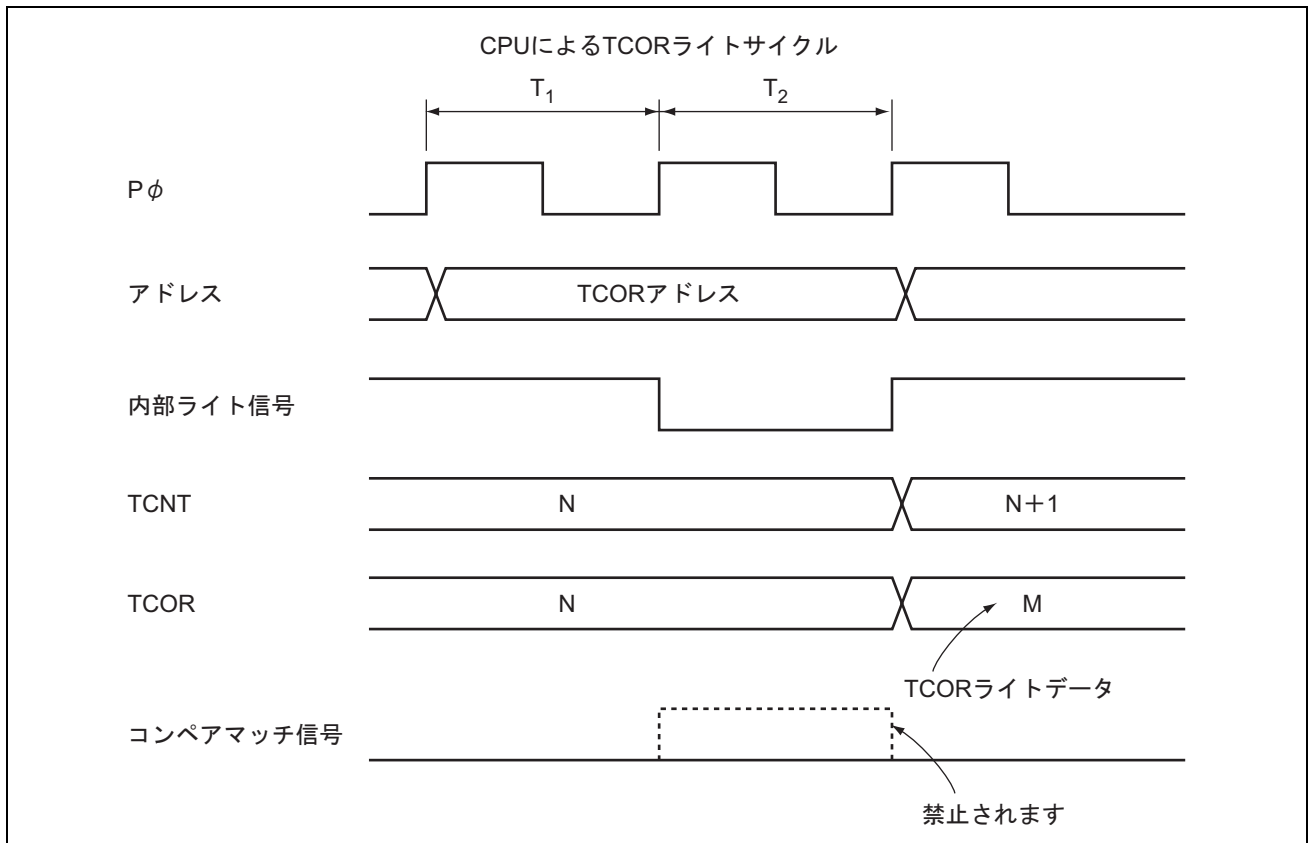 CPUによるTCORライトサイクル
T1 T2
Pφ
アドレス TCORアドレス
内部ライト信号
TCNT N N+1
TCOR N M
TCORライトデータ
コンペアマッチ信号
禁止されます